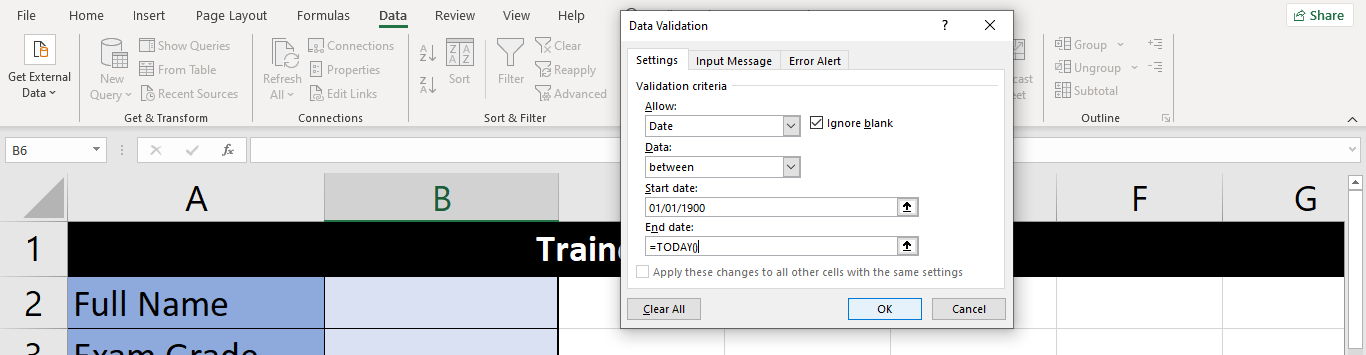 File Home Insert Page Layout Formulas Data Review View Help Share
Get External Data
Show Queries
From Table
Recent Sources
New Query
Get & Transform
Refresh All
Connections
Properties
Edit Links
Connections
Sort
Filter
Clear
Reapply
Advanced
Sort & Filter
Group
Ungroup
Subtotal
Outline
B6
fx
A B F G
1
2 Full Name
3 Exam Grade
Data Validation
?
Settings Input Message Error Alert
Validation criteria
Allow:
Date Ignore blank
Data:
between
Start date:
01/01/1900
End date:
=TODAY()
Apply these changes to all other cells with the same settings
Clear All OK Cancel